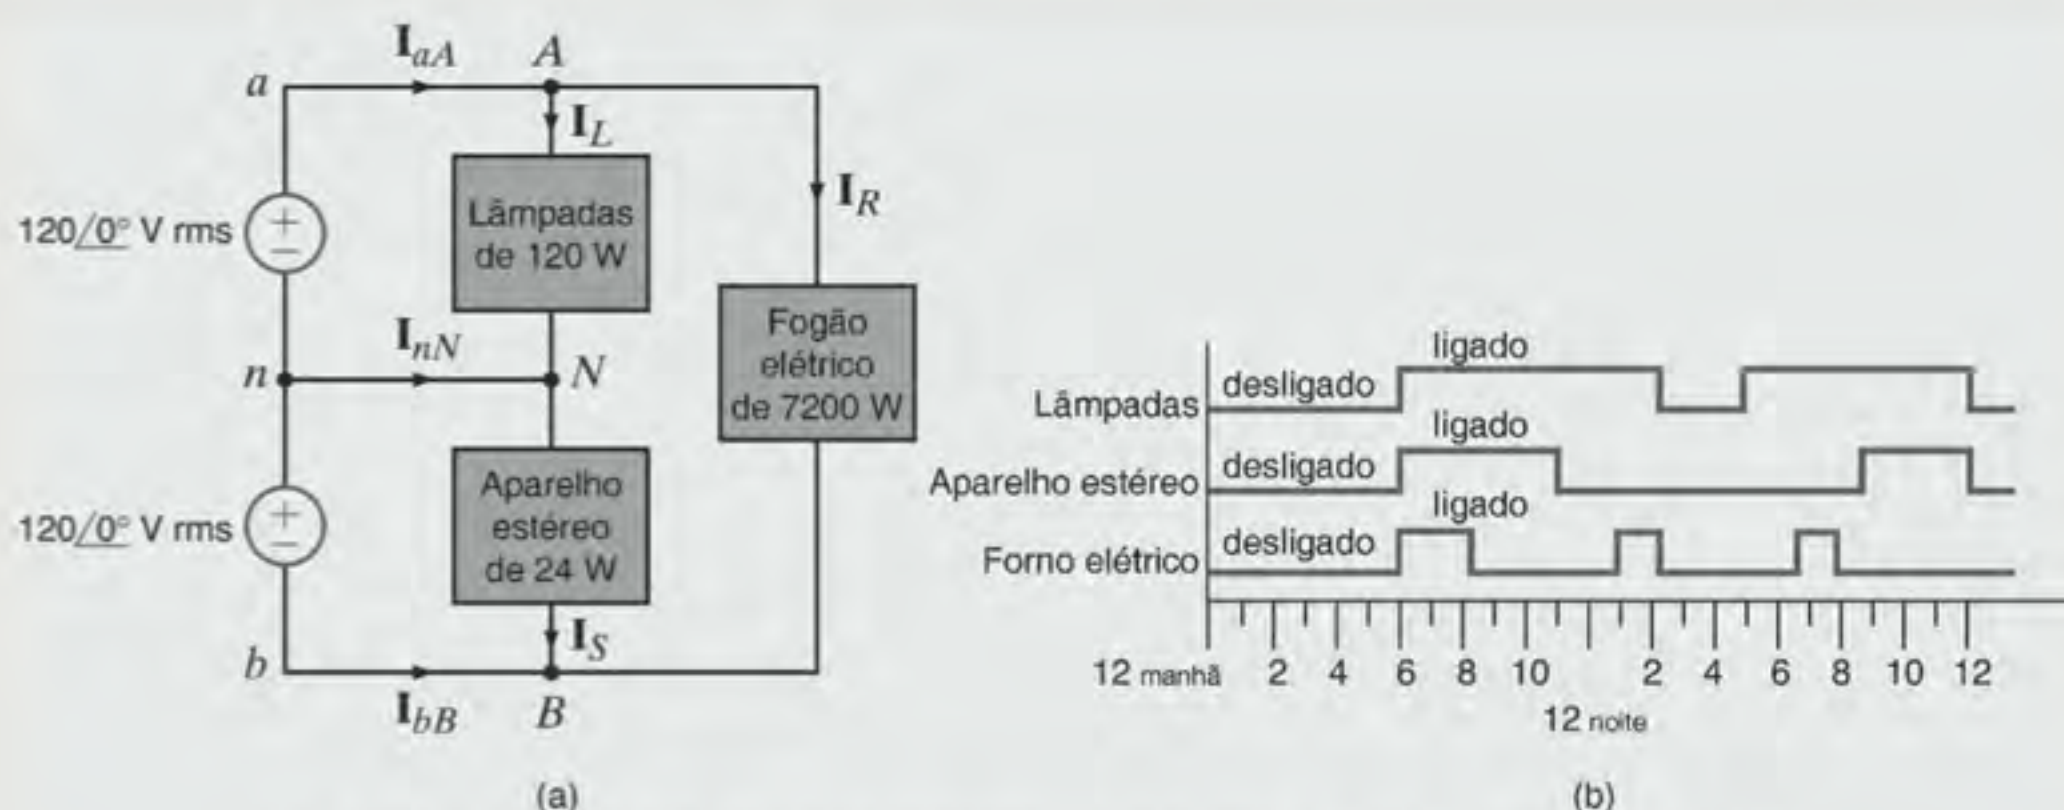 I_aA
A
a
I_L
120/0° V rms
+
−
Lâmpadas
de 120 W
I_R
I_nN
n
N
Fogão
elétrico
de 7200 W
120/0° V rms
+
−
Aparelho
estéreo
de 24 W
I_S
b
I_bB
B
(a)
ligado
Lâmpadas
desligado
ligado
Aparelho estéreo
desligado
ligado
Forno elétrico
desligado
12 manhã 2 4 6 8 10 2 4 6 8 10 12
12 noite
(b)